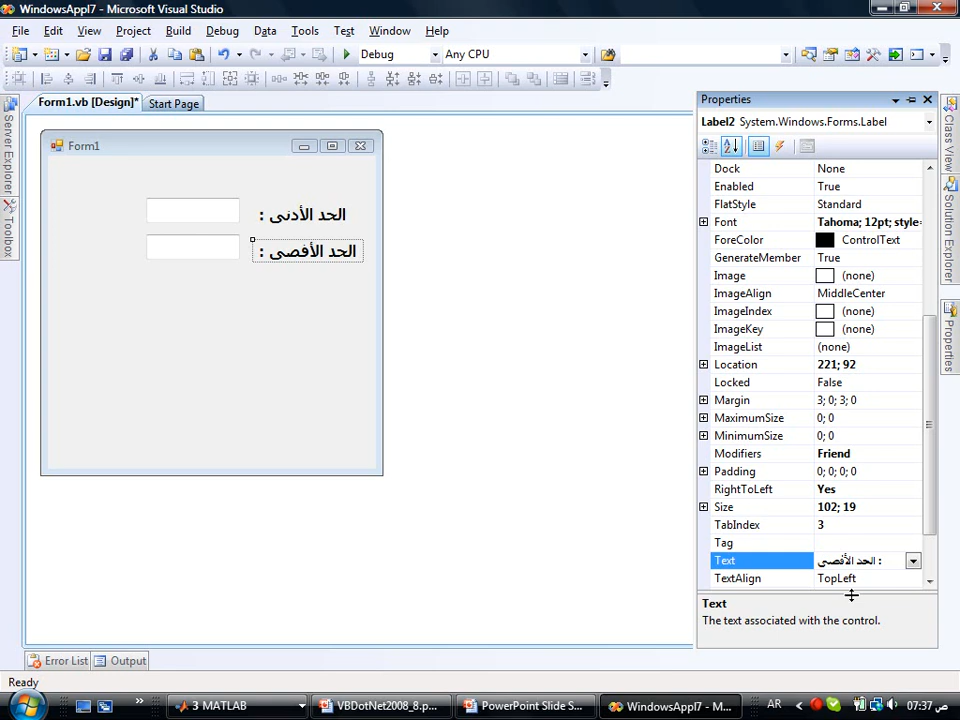 WindowsAppl7 - Microsoft Visual Studio
File Edit View Project Build Debug Data Tools Test Window Help
Debug Any CPU
Form1.vb [Design]* Start Page
Server Explorer
Toolbox
Form1
الحد الأدنى :
الحد الأفصى :
Properties
Label2 System.Windows.Forms.Label
Dock None
Enabled True
FlatStyle Standard
Font Tahoma; 12pt; style=
ForeColor ControlText
GenerateMember True
Image (none)
ImageAlign MiddleCenter
ImageIndex (none)
ImageKey (none)
ImageList (none)
Location 221; 92
Locked False
Margin 3; 0; 3; 0
MaximumSize 0; 0
MinimumSize 0; 0
Modifiers Friend
Padding 0; 0; 0; 0
RightToLeft Yes
Size 102; 19
TabIndex 3
Tag
Text الحد الأفصى :
TextAlign TopLeft
Text
The text associated with the control.
Class View
Solution Explorer
Properties
Error List Output
Ready
3 MATLAB VBDotNet2008_8.p... PowerPoint Slide S... WindowsAppl7 - M... AR 07:37 ص